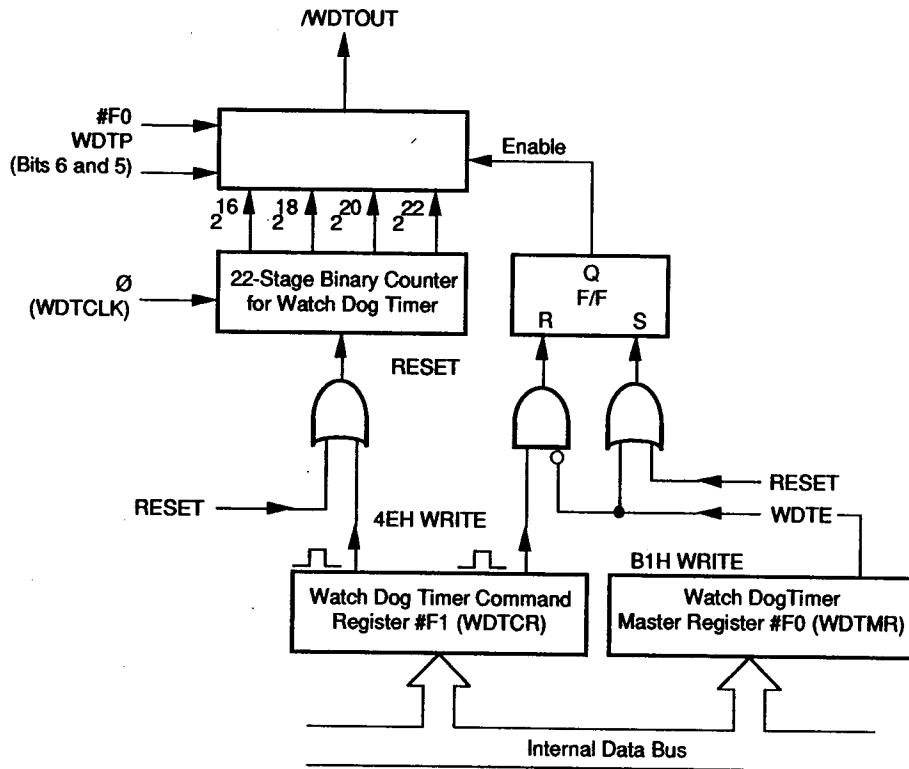 /WDTOUT
#F0
WDTP
(Bits 6 and 5)
Enable
2^16 2^18 2^20 2^22
Ø
(WDTCLK)
22-Stage Binary Counter
for Watch Dog Timer
Q
F/F
R S
RESET
RESET
RESET
WDTE
4EH WRITE
B1H WRITE
Watch Dog Timer Command
Register #F1 (WDTCR)
Watch DogTimer
Master Register #F0 (WDTMR)
Internal Data Bus